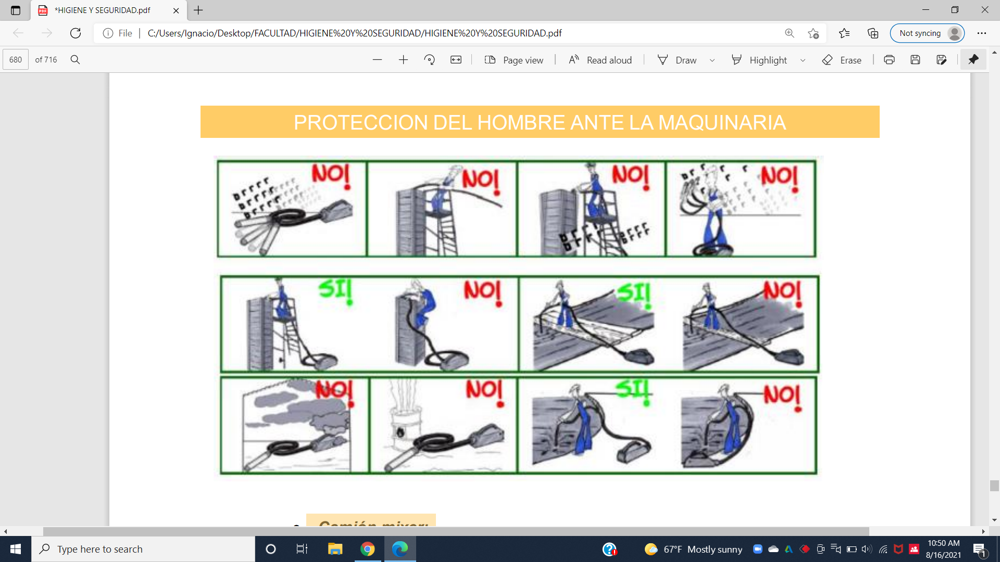 *HIGIENE Y SEGURIDAD.pdf
File
C:/Users/Ignacio/Desktop/FACULTAD/HIGIENE%20Y%20SEGURIDAD/HIGIENE%20Y%20SEGURIDAD.pdf
Not syncing
680 of 716
Page view
Read aloud
Draw
Highlight
Erase
PROTECCION DEL HOMBRE ANTE LA MAQUINARIA
NO! NO! NO! NO!
SI! NO! SI! NO!
NO! NO! SI! NO!
Camión mixer:
Type here to search
67°F Mostly sunny
10:50 AM
8/16/2021
1